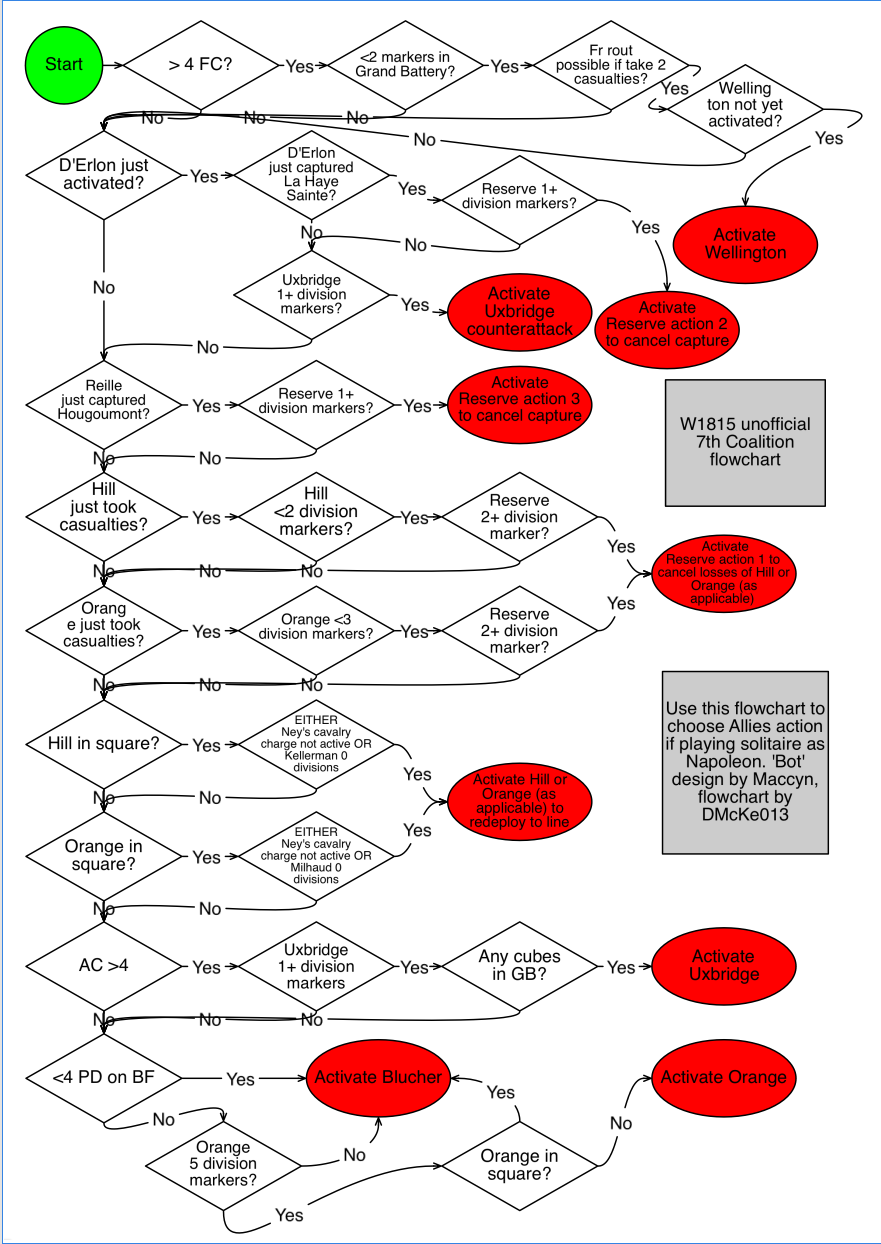 Start
> 4 FC?
Yes
<2 markers in
Grand Battery?
Yes
Fr rout
possible if take 2
casualties?
Yes
Welling
ton not yet
activated?
Yes
No
No
No
No
Activate
Wellington
D'Erlon just
activated?
Yes
D'Erlon
just captured
La Haye
Sainte?
Yes
Reserve 1+
division markers?
Yes
No
No
No
Uxbridge
1+ division
markers?
Yes
Activate
Uxbridge
counterattack
Activate
Reserve action 2
to cancel capture
No
Reille
just captured
Hougoumont?
Yes
Reserve 1+
division markers?
Yes
Activate
Reserve action 3
to cancel capture
W1815 unofficial
7th Coalition
flowchart
No
No
Hill
just took
casualties?
Yes
Hill
<2 division
markers?
Yes
Reserve
2+ division
marker?
Yes
Activate
Reserve action 1 to
cancel losses of Hill or
Orange (as
applicable)
No
No
No
Orang
e just took
casualties?
Yes
Orange <3
division markers?
Yes
Reserve
2+ division
marker?
Yes
No
No
No
Hill in square?
Yes
EITHER
Ney's cavalry
charge not active OR
Kellerman 0
divisions
Yes
Activate Hill or
Orange (as
applicable) to
redeploy to line
Use this flowchart to
choose Allies action
if playing solitaire as
Napoleon. 'Bot'
design by Maccyn,
flowchart by
DMcKe013
No
No
Orange in
square?
Yes
EITHER
Ney's cavalry
charge not active OR
Milhaud 0
divisions
Yes
No
No
AC >4
Yes
Uxbridge
1+ division
markers
Yes
Any cubes
in GB?
Yes
Activate
Uxbridge
No
No
No
<4 PD on BF
Yes
Activate Blucher
Activate Orange
No
Yes
No
Orange
5 division
markers?
No
Orange in
square?
Yes